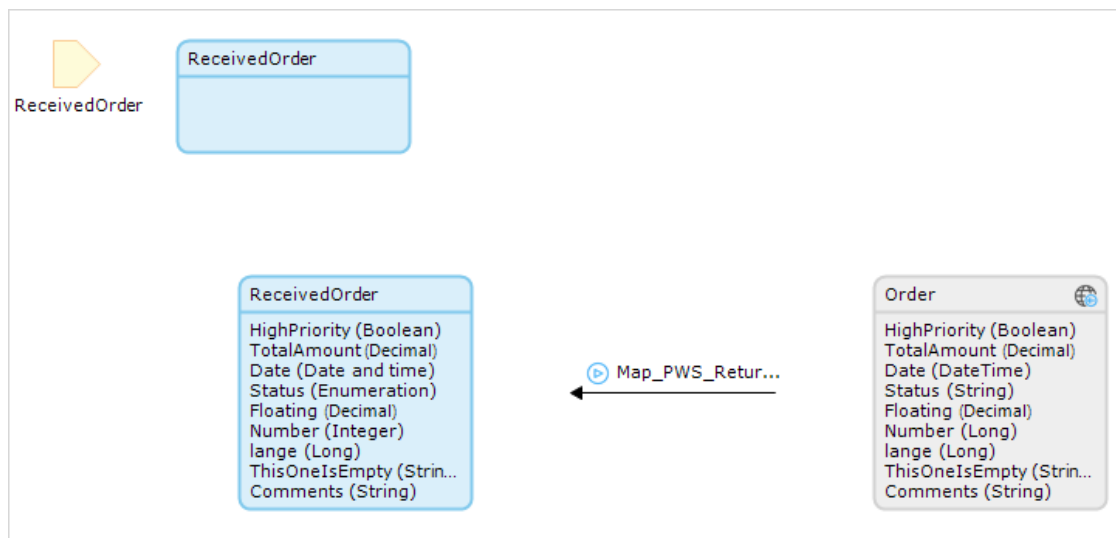 ReceivedOrder
ReceivedOrder
ReceivedOrder
HighPriority (Boolean)
TotalAmount (Decimal)
Date (Date and time)
Status (Enumeration)
Floating (Decimal)
Number (Integer)
lange (Long)
ThisOneIsEmpty (Strin...
Comments (String)
Map_PWS_Retur...
Order
HighPriority (Boolean)
TotalAmount (Decimal)
Date (DateTime)
Status (String)
Floating (Decimal)
Number (Long)
lange (Long)
ThisOneIsEmpty (Strin...
Comments (String)